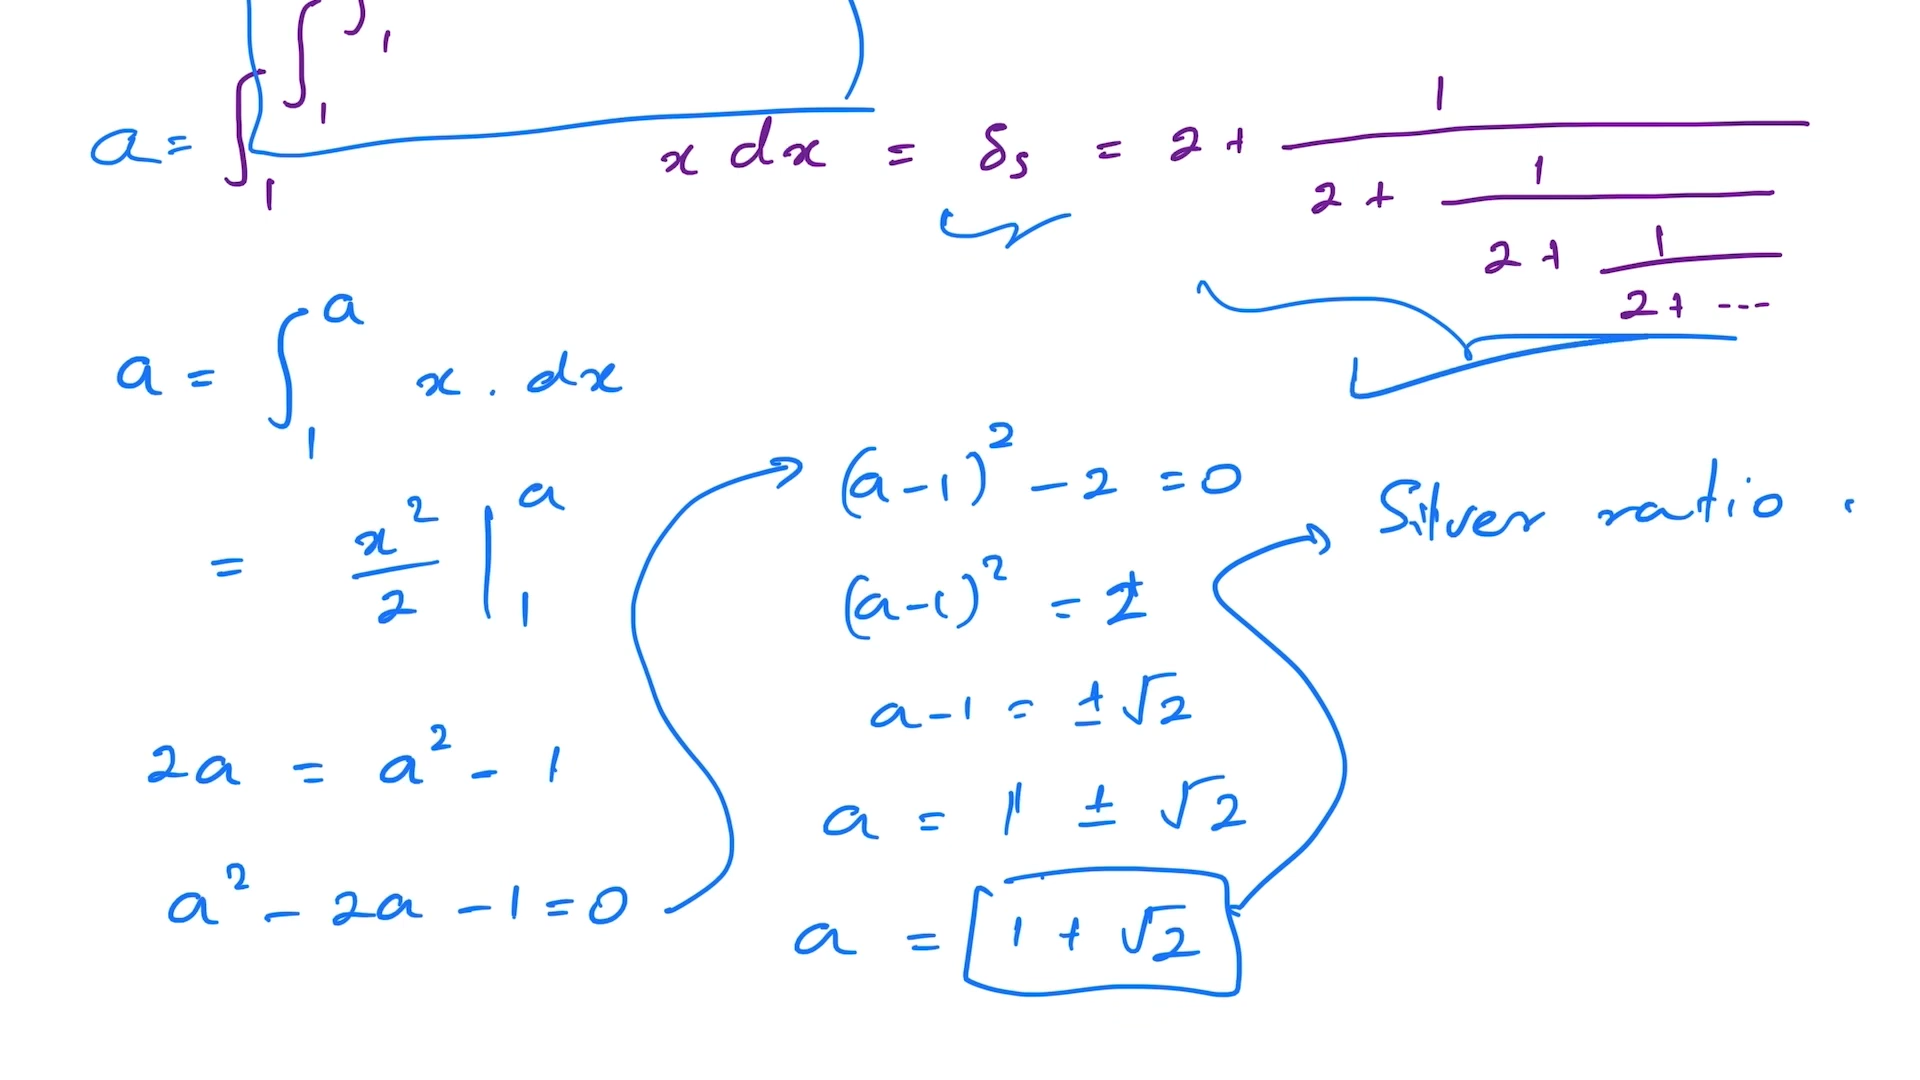 ∫ ∫
1
1
a = ∫₁ x dx = δₛ = 2 + 1/(2 + 1/(2 + 1/(2 + ---)))
a = ∫₁ᵃ x . dx
= x²/2 |₁ᵃ
2a = a² - 1
a² - 2a - 1 = 0
(a-1)² - 2 = 0
(a-1)² = 2
a-1 = ± √2
a = 1 ± √2
a = 1 + √2
Silver ratio .